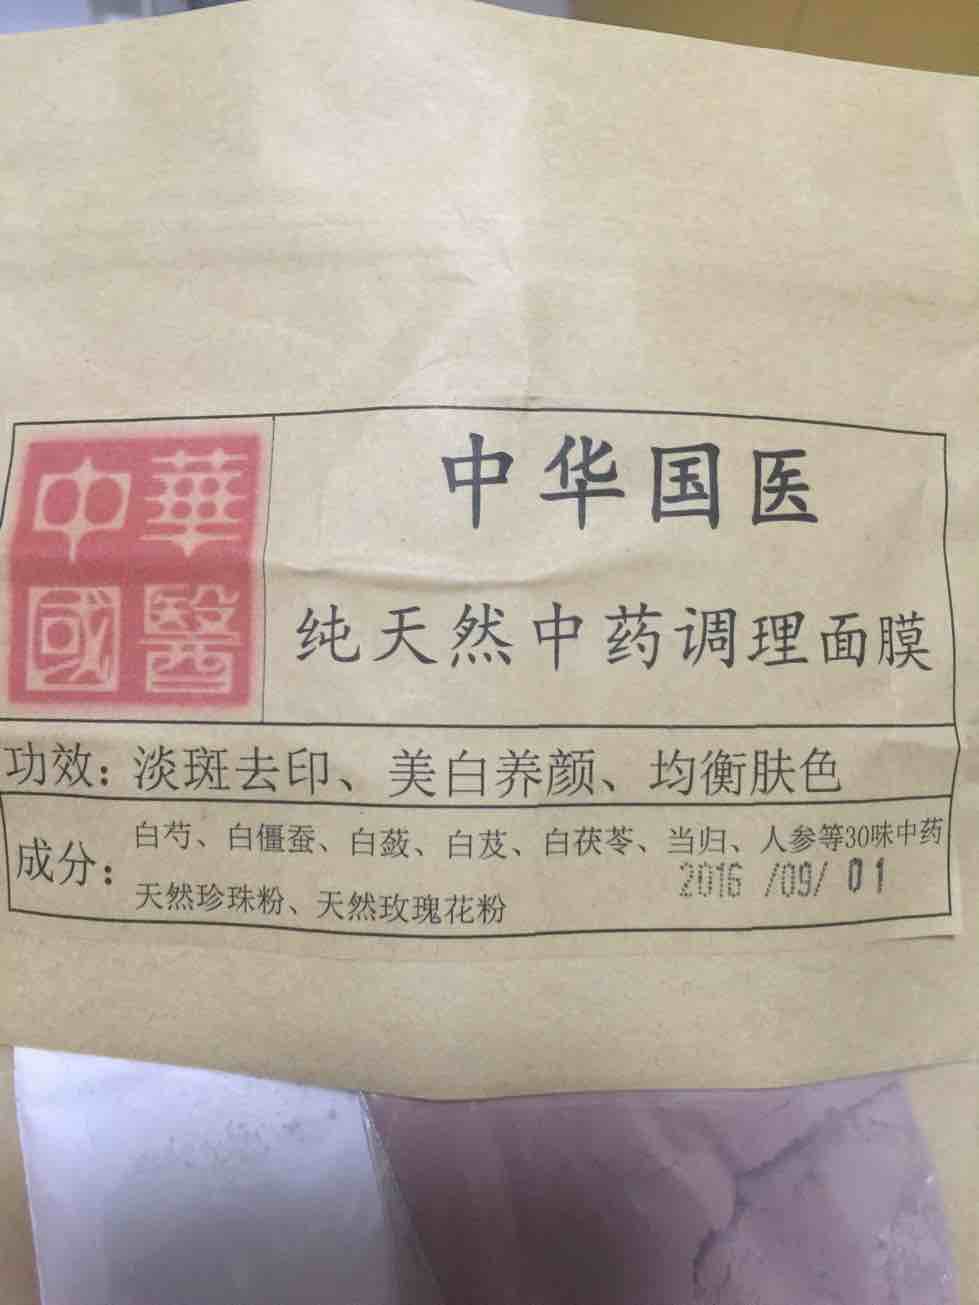 中華
國醫
中华国医
纯天然中药调理面膜
功效：淡斑去印、美白养颜、均衡肤色
成分：
白芍、白僵蚕、白蔹、白芨、白茯苓、当归、人参等30味中药
天然珍珠粉、天然玫瑰花粉
2016 /09/ 01